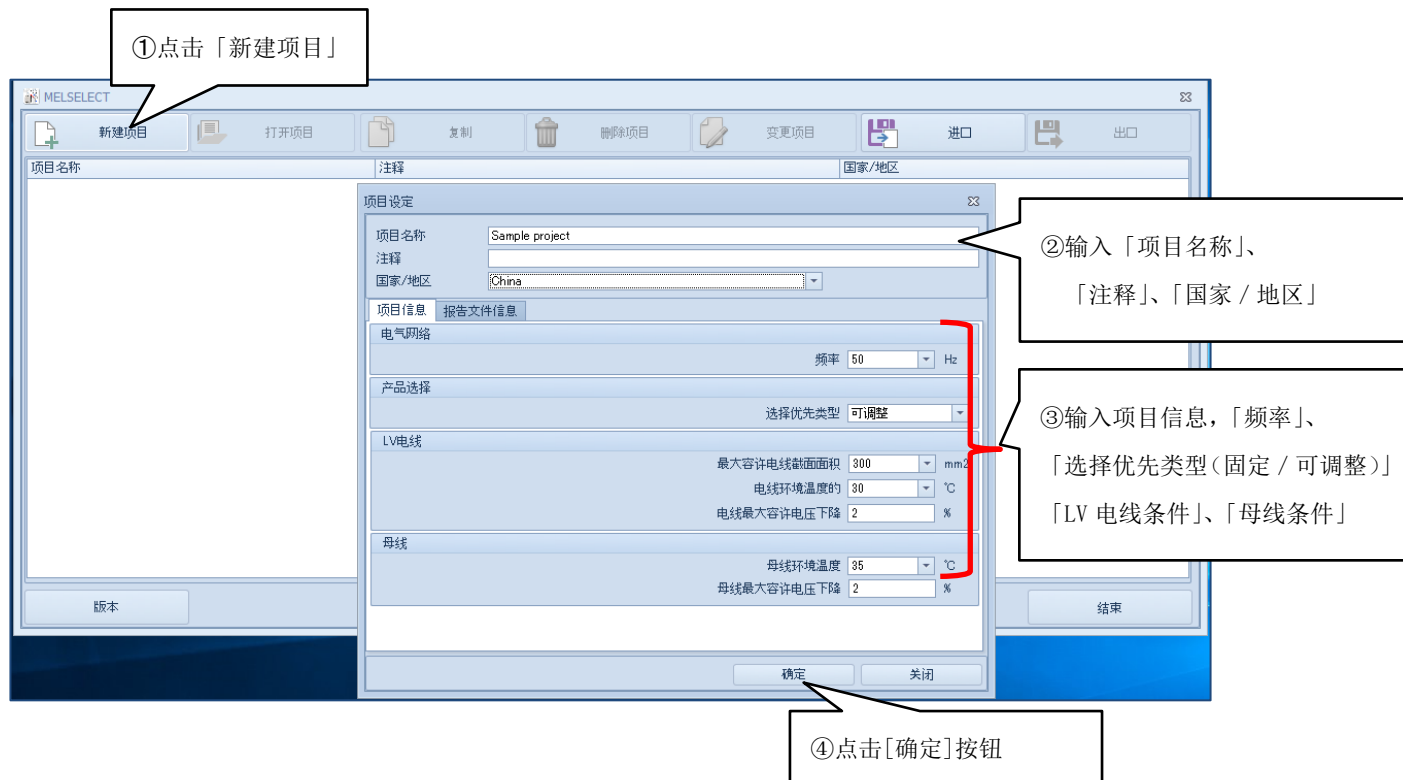 ①点击「新建项目」
MELSELECT
新建项目 打开项目 复制 删除项目 变更项目 进口 出口
项目名称 注释 国家/地区
项目设定
项目名称 Sample project
注释
国家/地区 China
②输入「项目名称」、
「注释」、「国家 / 地区」
项目信息 报告文件信息
电气网络
频率 50 Hz
产品选择
选择优先类型 可调整
LV电线
最大容许电线截面面积 300 mm2
电线环境温度的 30 ℃
电线最大容许电压下降 2 %
母线
母线环境温度 35 ℃
母线最大容许电压下降 2 %
③输入项目信息，「频率」、
「选择优先类型（固定 / 可调整）」
「LV 电线条件」、「母线条件」
版本 结束
确定 关闭
④点击[确定]按钮